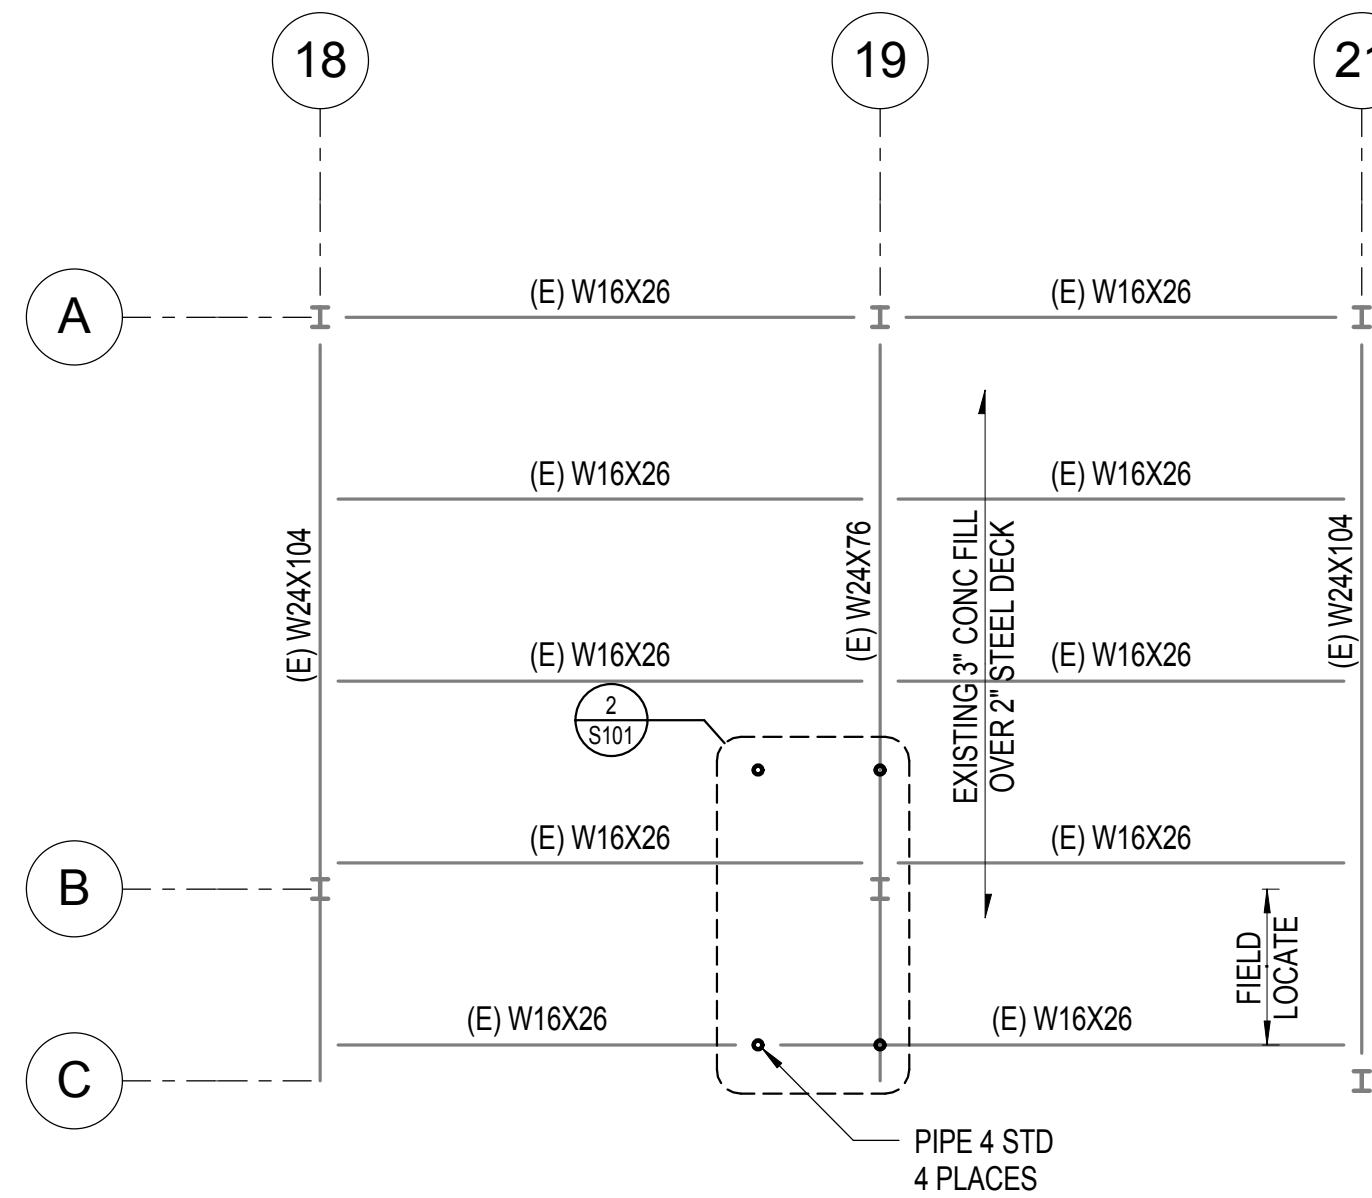 18
19
21
A
(E) W16X26
(E) W16X26
(E) W16X26
(E) W16X26
(E) W24X104
(E) W24X76
EXISTING 3" CONC FILL
OVER 2" STEEL DECK
(E) W24X104
(E) W16X26
(E) W16X26
2
S101
(E) W16X26
(E) W16X26
B
FIELD
LOCATE
(E) W16X26
(E) W16X26
C
PIPE 4 STD
4 PLACES